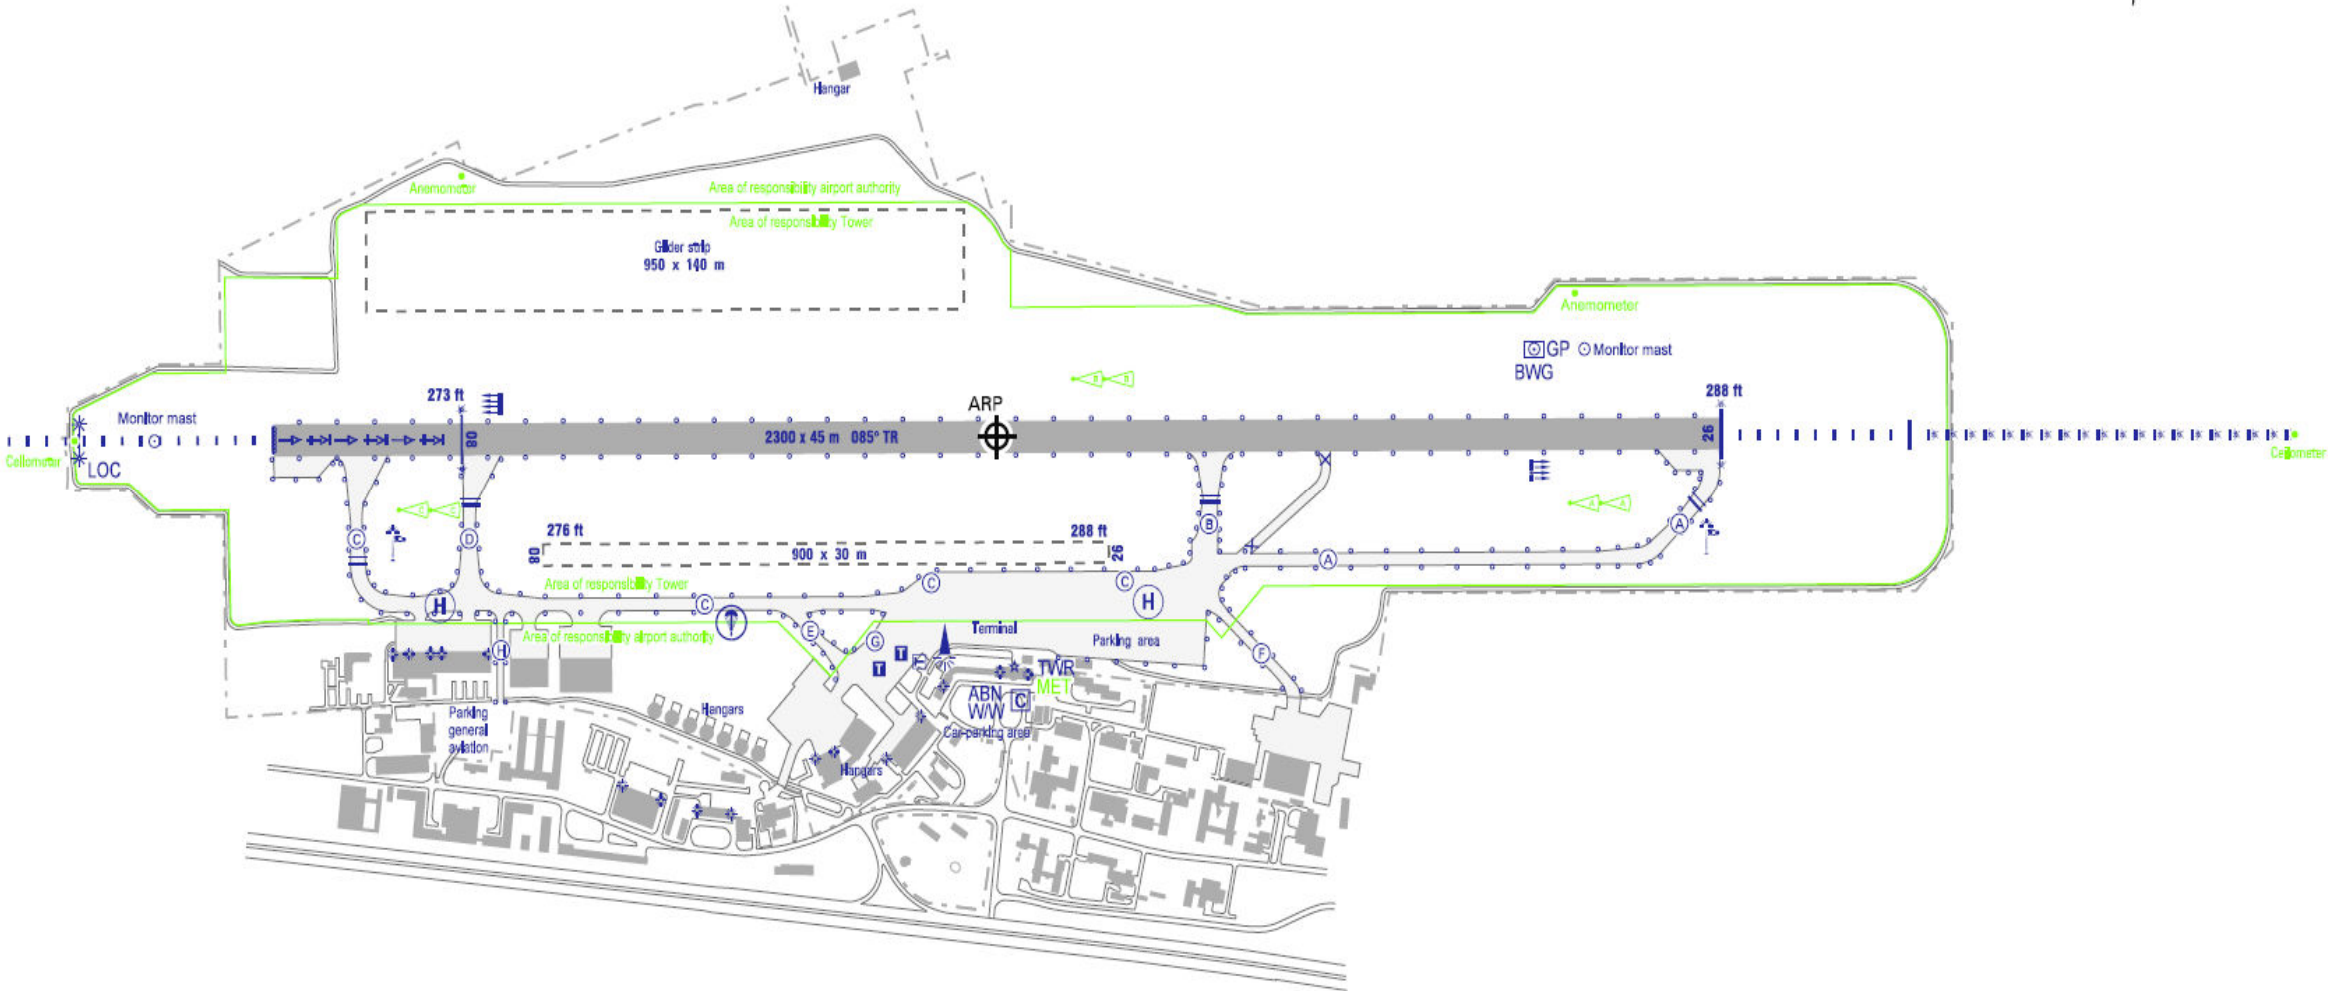 Hangar
Anemometer
Area of responsibility airport authority
Area of responsibility Tower
Glider strip
950 x 140 m
Anemometer
GP
Monitor mast
BWG
B
B
273 ft
288 ft
ARP
Monitor mast
08
2300 x 45 m 085° TR
26
Ceilometer
LOC
Ceilometer
C
C
A
A
C
D
276 ft
288 ft
B
A
08
900 x 30 m
26
A
Area of responsibility Tower
C
C
H
C
H
Area of responsibility airport authority
E
G
Terminal
Parking area
H
T
T
F
TWR
MET
ABN
W/W
C
Car-parking area
Parking
general
aviation
Hangars
Hangars